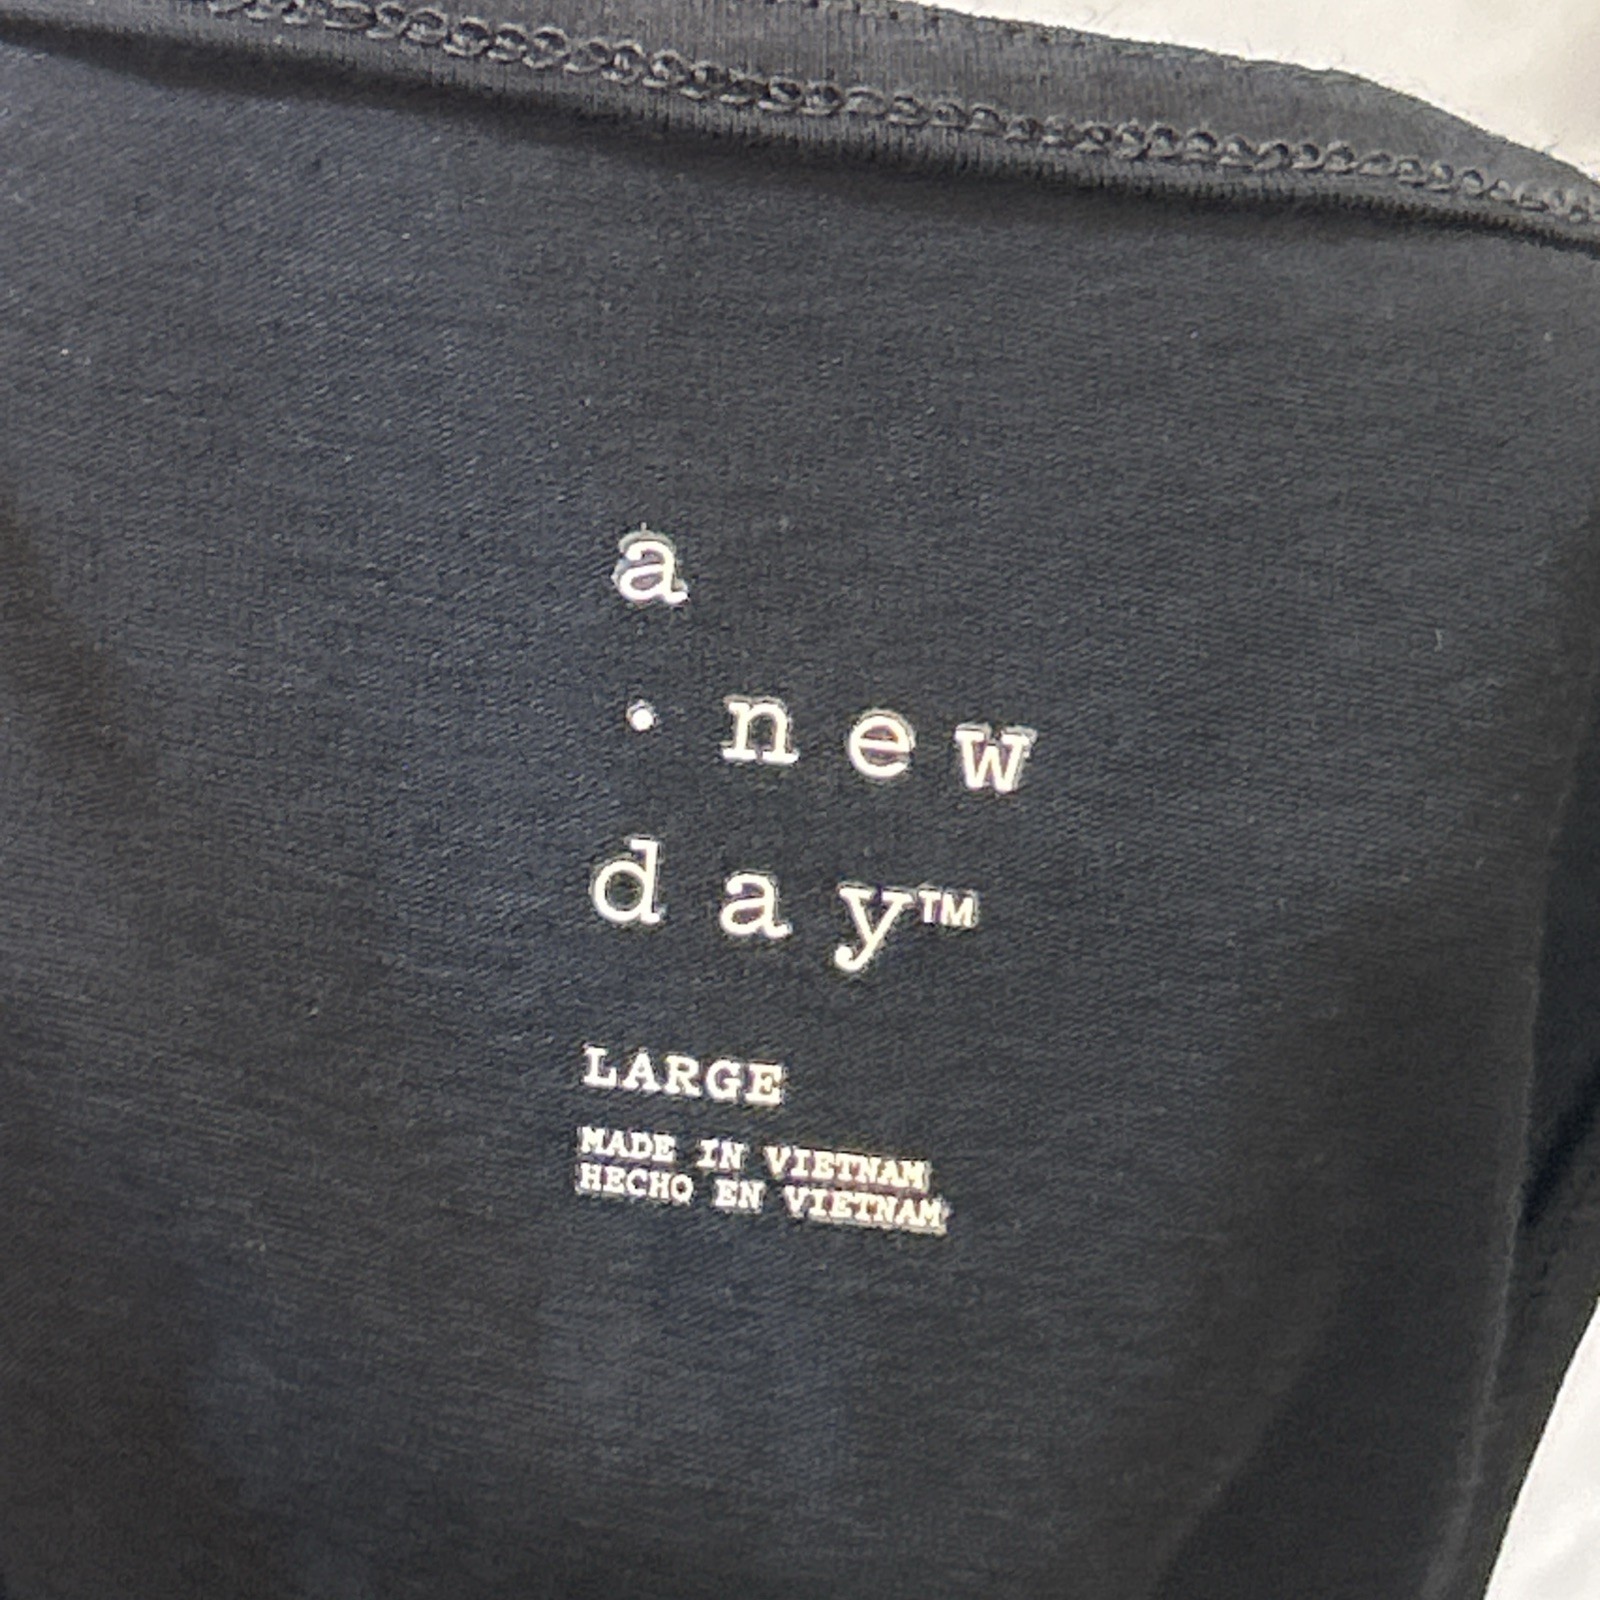 a
· new
day™
LARGE
MADE IN VIETNAM
HECHO EN VIETNAM